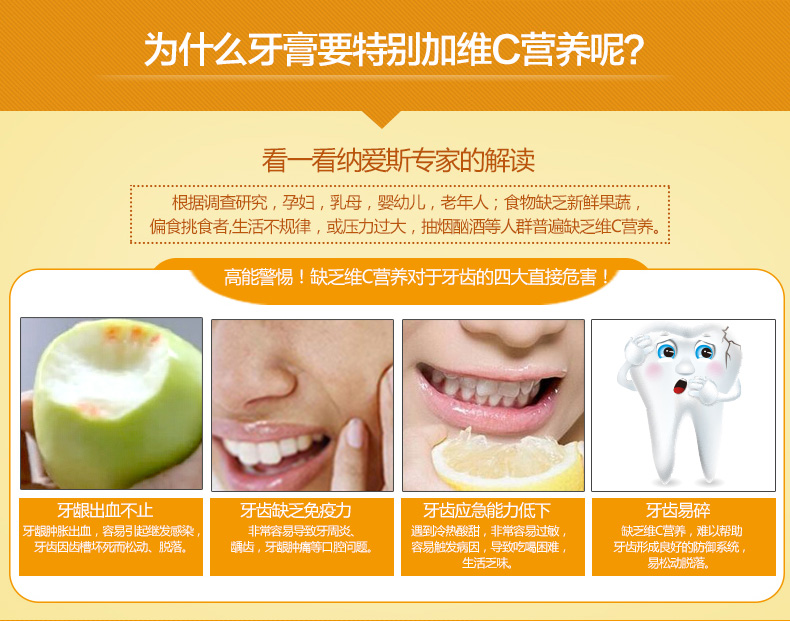 为什么牙膏要特别加维C营养呢?
看一看纳爱斯专家的解读
根据调查研究，孕妇，乳母，婴幼儿，老年人；食物缺乏新鲜果蔬，
偏食挑食者,生活不规律，或压力过大，抽烟酗酒等人群普遍缺乏维C营养。
高能警惕！缺乏维C营养对于牙齿的四大直接危害！
牙龈出血不止
牙龈肿胀出血，容易引起继发感染，
牙齿因齿槽坏死而松动、脱落。
牙齿缺乏免疫力
非常容易导致牙周炎、
龋齿，牙龈肿痛等口腔问题。
牙齿应急能力低下
遇到冷热酸甜，非常容易过敏，
容易触发病因，导致吃喝困难，
生活乏味。
牙齿易碎
缺乏维C营养，难以帮助
牙齿形成良好的防御系统，
易松动脱落。